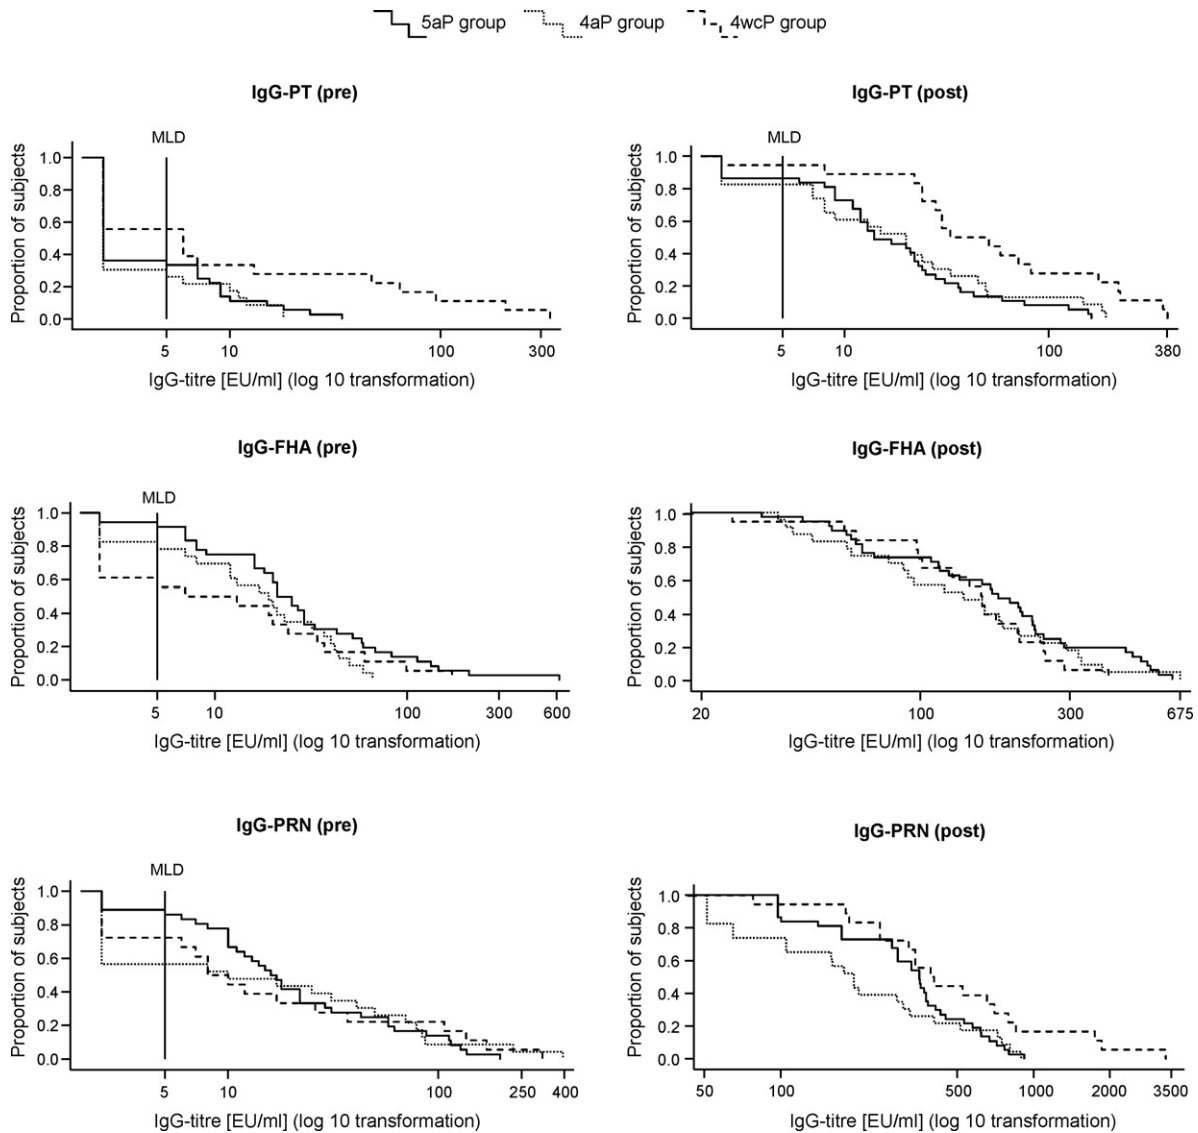 5aP group 4aP group 4wcP group
IgG-PT (pre)
MLD
Proportion of subjects
1.0
0.8
0.6
0.4
0.2
0.0
5 10 100 300
IgG-titre [EU/ml] (log 10 transformation)
IgG-PT (post)
MLD
Proportion of subjects
1.0
0.8
0.6
0.4
0.2
0.0
5 10 100 380
IgG-titre [EU/ml] (log 10 transformation)
IgG-FHA (pre)
MLD
Proportion of subjects
1.0
0.8
0.6
0.4
0.2
0.0
5 10 100 300 600
IgG-titre [EU/ml] (log 10 transformation)
IgG-FHA (post)
Proportion of subjects
1.0
0.8
0.6
0.4
0.2
0.0
20 100 300 675
IgG-titre [EU/ml] (log 10 transformation)
IgG-PRN (pre)
MLD
Proportion of subjects
1.0
0.8
0.6
0.4
0.2
0.0
5 10 100 250 400
IgG-titre [EU/ml] (log 10 transformation)
IgG-PRN (post)
Proportion of subjects
1.0
0.8
0.6
0.4
0.2
0.0
50 100 500 1000 2000 3500
IgG-titre [EU/ml] (log 10 transformation)